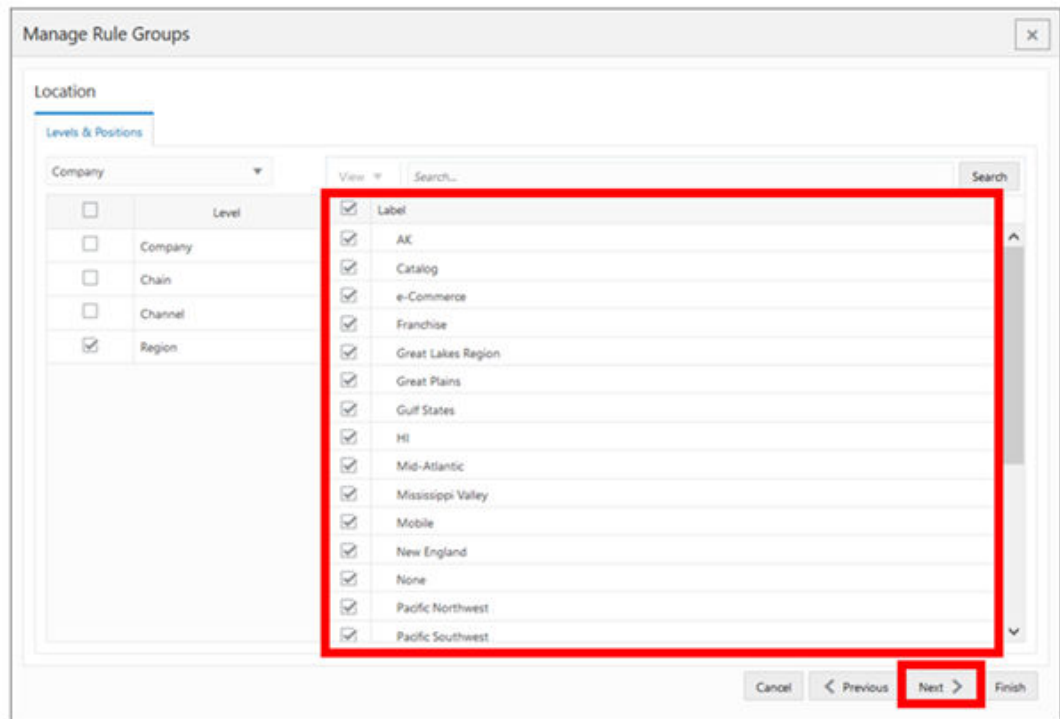 Manage Rule Groups
Location
Levels & Positions
Company
View
Search...
Search
Level
Company
Chain
Channel
Region
Label
AK
Catalog
e-Commerce
Franchise
Great Lakes Region
Great Plains
Gulf States
HI
Mid-Atlantic
Mississippi Valley
Mobile
New England
None
Pacific Northwest
Pacific Southwest
Cancel < Previous Next > Finish